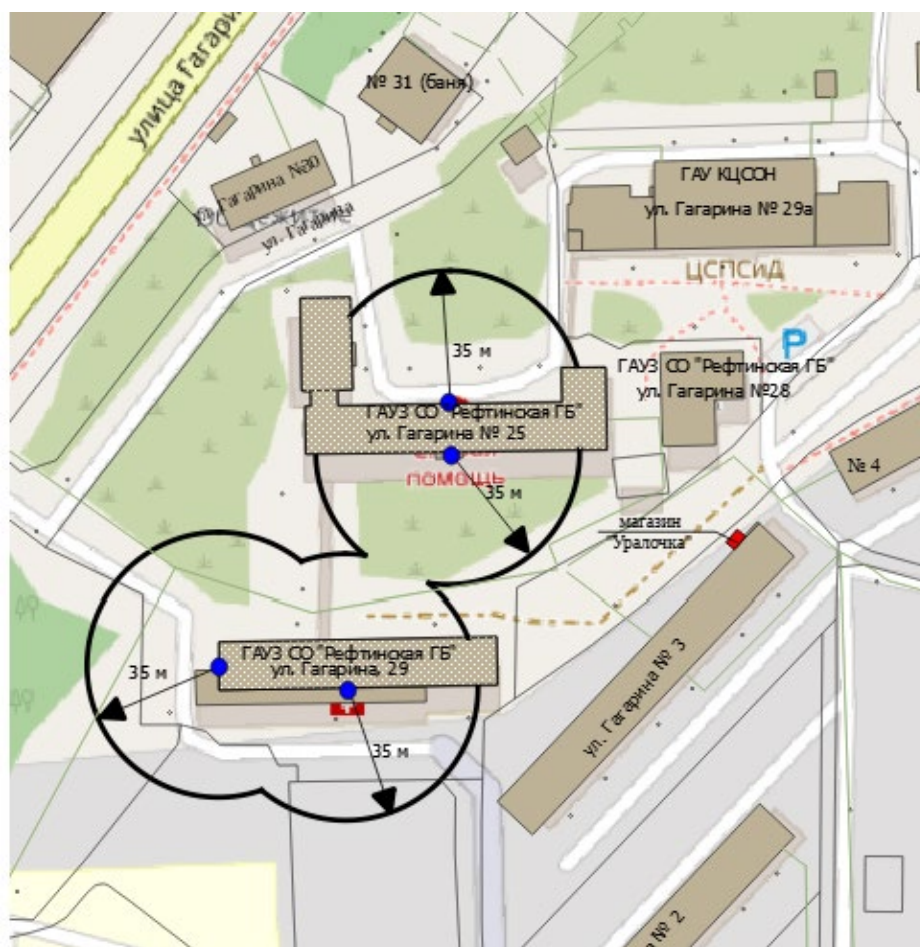 улица Гагари
№ 31 (баня)
ул. Гагарина №30
ул. Гагарина
ГАУ КЦСОН
ул. Гагарина № 29а
ЦСПСиД
35 м
P
ГАУЗ СО "Рефтинская ГБ"
ул. Гагарина №28
ГАУЗ СО "Рефтинская ГБ"
ул. Гагарина № 25
помощь
35 м
№ 4
магазин
"Уралочка"
ГАУЗ СО "Рефтинская ГБ"
ул. Гагарина, 29
35 м
35 м
ул. Гагарина № 3
№ 2